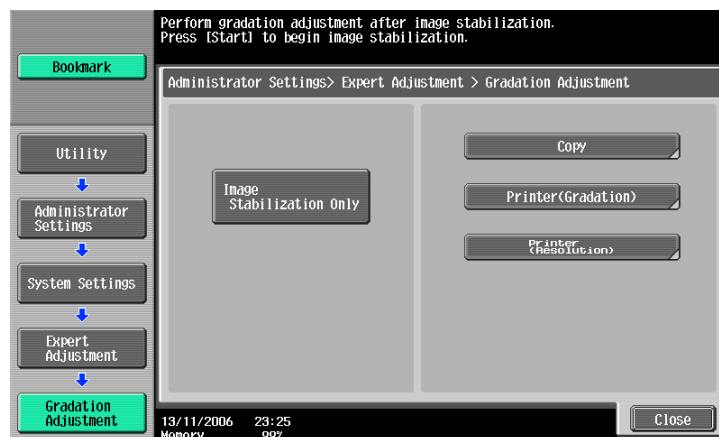 Perform gradation adjustment after image stabilization.
Press [Start] to begin image stabilization.
Bookmark
Administrator Settings> Expert Adjustment > Gradation Adjustment
Utility
Administrator
Settings
System Settings
Expert
Adjustment
Gradation
Adjustment
Image
Stabilization Only
Copy
Printer(Gradation)
Printer
(Resolution)
13/11/2006 23:25
Memory 99%
Close